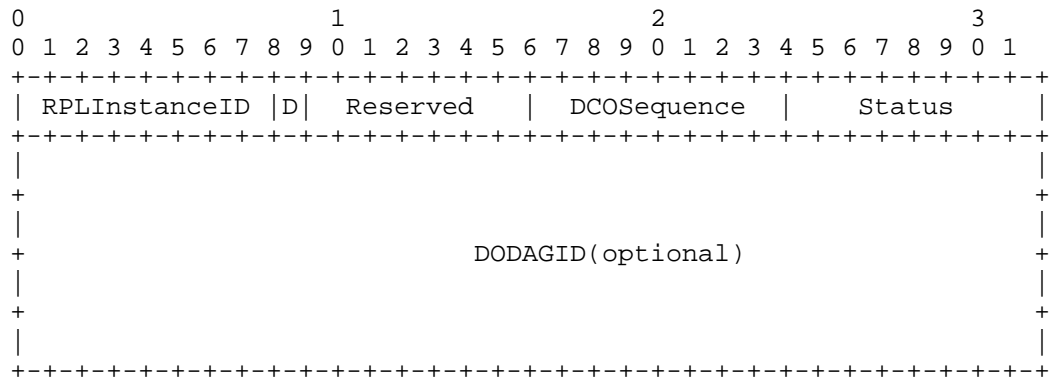 0                   1                   2                   3
0 1 2 3 4 5 6 7 8 9 0 1 2 3 4 5 6 7 8 9 0 1 2 3 4 5 6 7 8 9 0 1
+-+-+-+-+-+-+-+-+-+-+-+-+-+-+-+-+-+-+-+-+-+-+-+-+-+-+-+-+-+-+-+-+
| RPLInstanceID |D|  Reserved   |  DCOSequence  |    Status     |
+-+-+-+-+-+-+-+-+-+-+-+-+-+-+-+-+-+-+-+-+-+-+-+-+-+-+-+-+-+-+-+-+
|                                                               |
+                                                               +
|                                                               |
+                            DODAGID(optional)                  +
|                                                               |
+                                                               +
|                                                               |
+-+-+-+-+-+-+-+-+-+-+-+-+-+-+-+-+-+-+-+-+-+-+-+-+-+-+-+-+-+-+-+-+